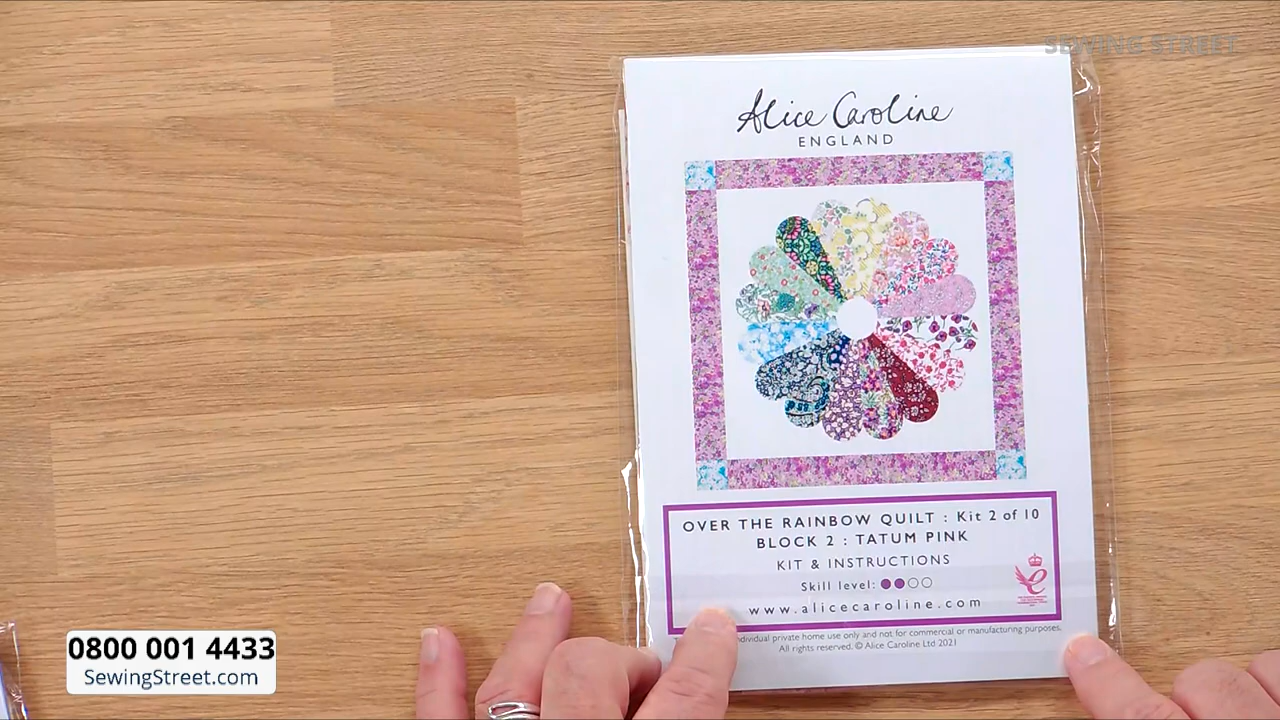 SEWING STREET
Alice Caroline
ENGLAND
OVER THE RAINBOW QUILT : Kit 2 of 10
BLOCK 2 : TATUM PINK
KIT & INSTRUCTIONS
Skill level:
www.alicecaroline.com
individual private home use only and not for commercial or manufacturing purposes.
All rights reserved. © Alice Caroline Ltd 2021
0800 001 4433
SewingStreet.com